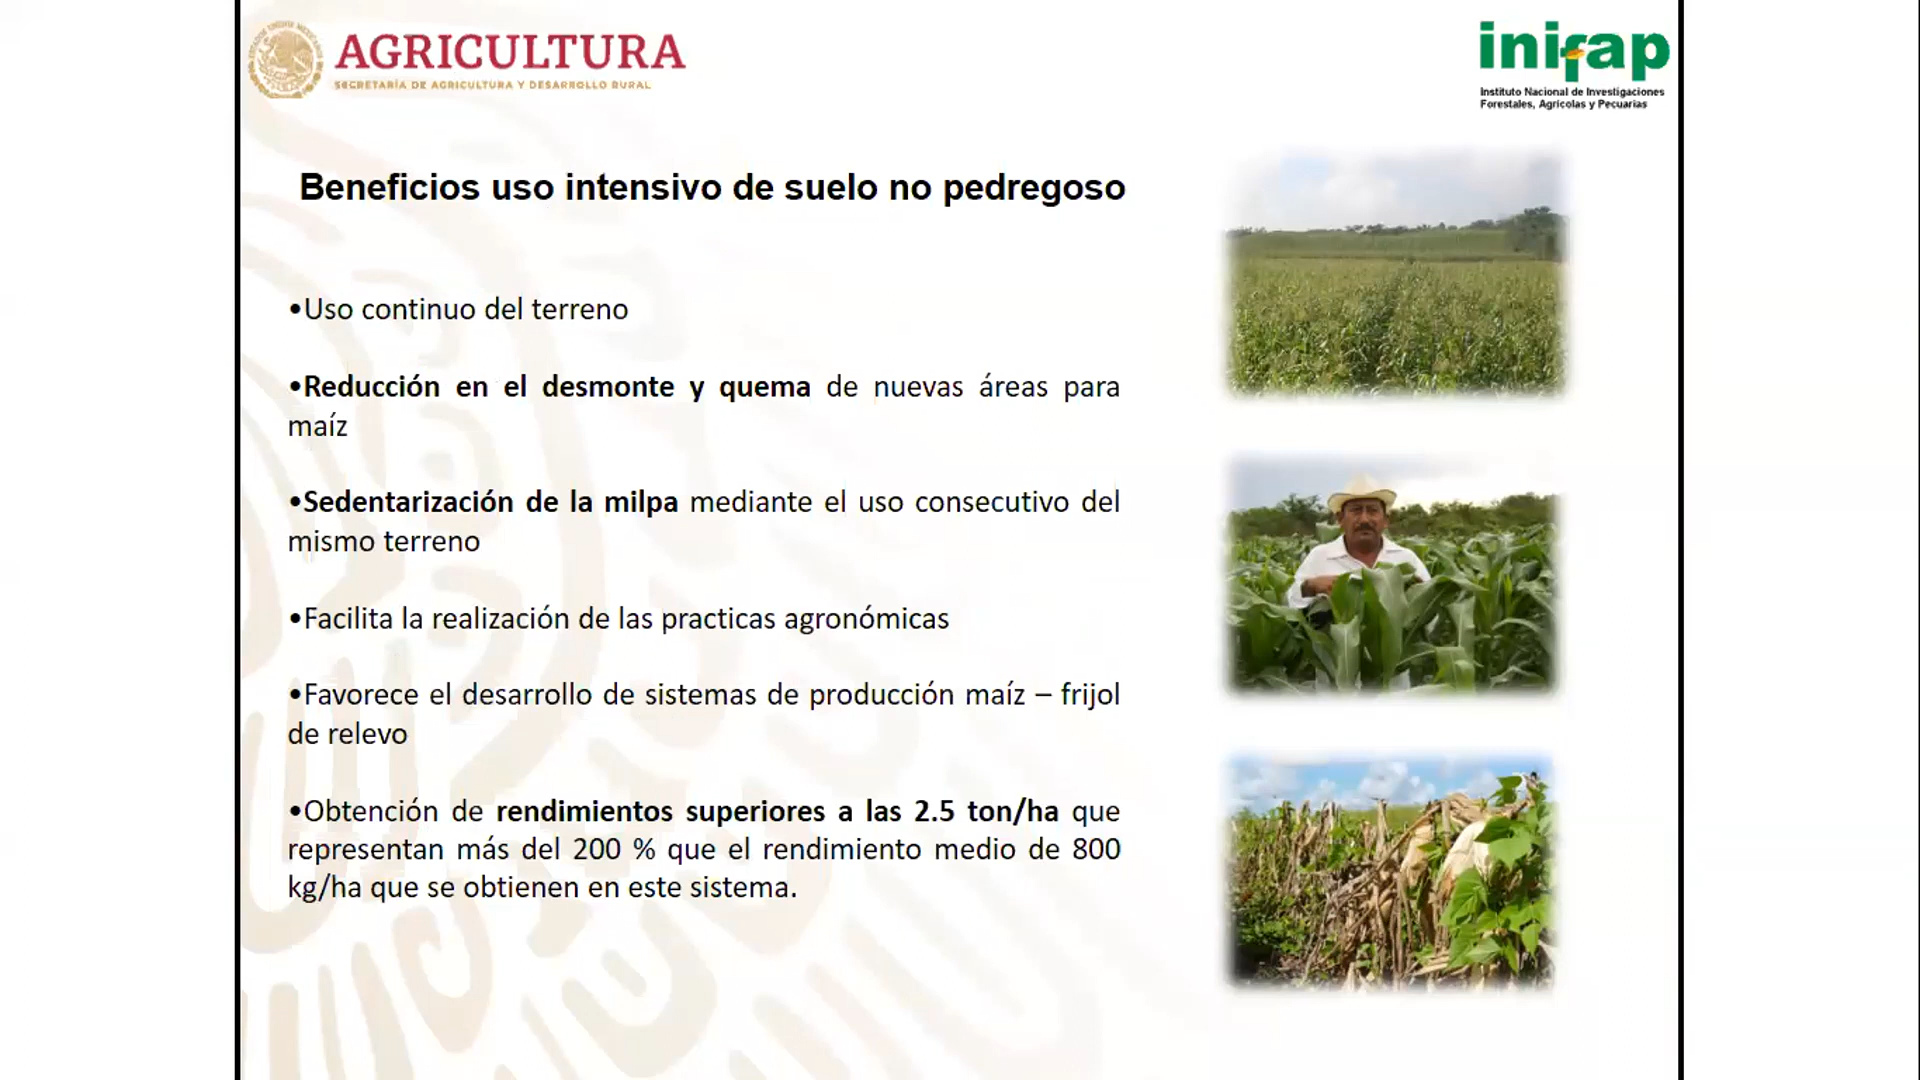 AGRICULTURA
SECRETARÍA DE AGRICULTURA Y DESARROLLO RURAL
inifap
Instituto Nacional de Investigaciones
Forestales, Agrícolas y Pecuarias
Beneficios uso intensivo de suelo no pedregoso
•Uso continuo del terreno
•Reducción en el desmonte y quema de nuevas áreas para
maíz
•Sedentarización de la milpa mediante el uso consecutivo del
mismo terreno
•Facilita la realización de las practicas agronómicas
•Favorece el desarrollo de sistemas de producción maíz – frijol
de relevo
•Obtención de rendimientos superiores a las 2.5 ton/ha que
representan más del 200 % que el rendimiento medio de 800
kg/ha que se obtienen en este sistema.